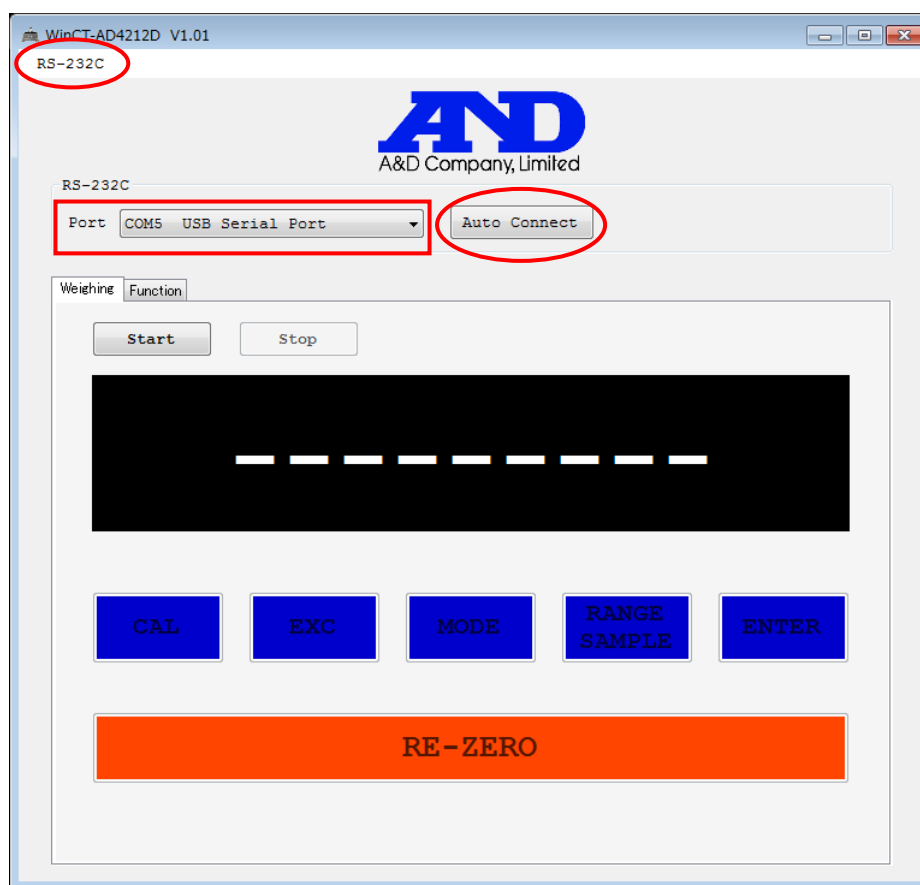 WinCT-AD4212D V1.01
RS-232C
AND
A&D Company, Limited
RS-232C
Port COM5 USB Serial Port Auto Connect
Weighing Function
Start Stop
---------
CAL EXC MODE RANGE SAMPLE ENTER
RE-ZERO